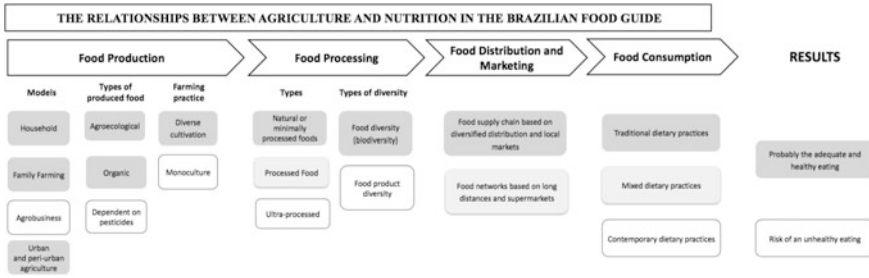 THE RELATIONSHIPS BETWEEN AGRICULTURE AND NUTRITION IN THE BRAZILIAN FOOD GUIDE
Food Production
Food Processing
Food Distribution and
Marketing
Food Consumption
RESULTS
Models
Types of
produced food
Farming
practice
Types
Types of diversity
Household
Agroecological
Diverse
cultivation
Natural or
minimally
processed foods
Food diversity
(biodiversity)
Food supply chain based on
diversified distribution and local
markets
Traditional dietary practices
Probably the adequate and
healthy eating
Family Farming
Organic
Monoculture
Processed Food
Food product
diversity
Food networks based on long
distances and supermarkets
Mixed dietary practices
Agrobusiness
Dependent on
pesticides
Ultra-processed
Contemporary dietary practices
Risk of an unhealthy eating
Urban
and peri-urban
agriculture